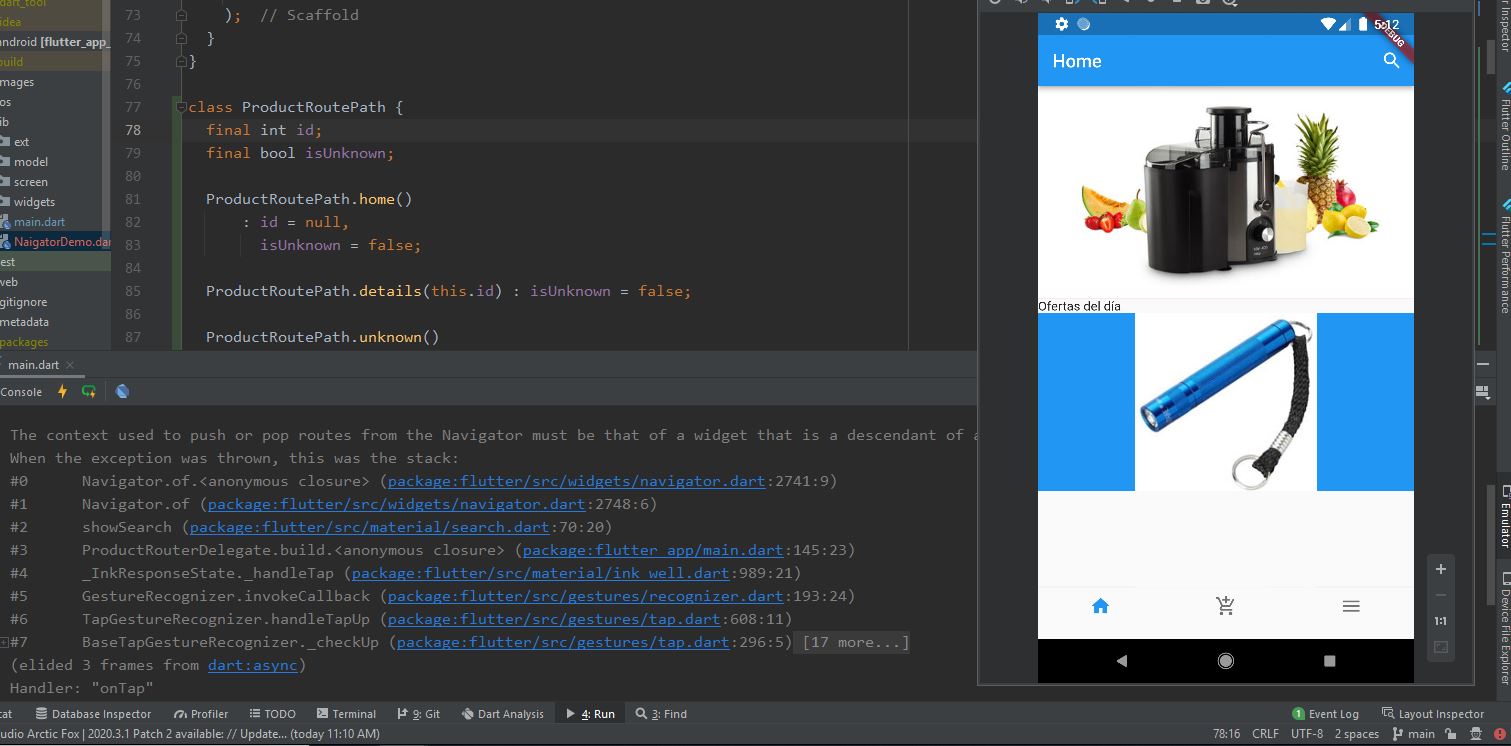 dart_tool
idea
android [flutter_app_
build
mages
os
ib
ext
model
screen
widgets
main.dart
NaigatorDemo.dar
est
web
gitignore
metadata
packages
73 ); // Scaffold
74 }
75 }
76
77 class ProductRoutePath {
78 final int id;
79 final bool isUnknown;
80
81 ProductRoutePath.home()
82 : id = null,
83 isUnknown = false;
84
85 ProductRoutePath.details(this.id) : isUnknown = false;
86
87 ProductRoutePath.unknown()
main.dart
Console
The context used to push or pop routes from the Navigator must be that of a widget that is a descendant of a
When the exception was thrown, this was the stack:
#0 Navigator.of.<anonymous closure> (package:flutter/src/widgets/navigator.dart:2741:9)
#1 Navigator.of (package:flutter/src/widgets/navigator.dart:2748:6)
#2 showSearch (package:flutter/src/material/search.dart:70:20)
#3 ProductRouterDelegate.build.<anonymous closure> (package:flutter_app/main.dart:145:23)
#4 _InkResponseState._handleTap (package:flutter/src/material/ink_well.dart:989:21)
#5 GestureRecognizer.invokeCallback (package:flutter/src/gestures/recognizer.dart:193:24)
#6 TapGestureRecognizer.handleTapUp (package:flutter/src/gestures/tap.dart:608:11)
#7 BaseTapGestureRecognizer._checkUp (package:flutter/src/gestures/tap.dart:296:5) [17 more...]
(elided 3 frames from dart:async)
Handler: "onTap"
5:12
DEBUG
Home
Ofertas del día
1:1
r Inspector
Flutter Outline
Flutter Performance
Emulator
Device File Explorer
cat Database Inspector Profiler TODO Terminal 9: Git Dart Analysis 4: Run 3: Find 1 Event Log Layout Inspector
udio Arctic Fox | 2020.3.1 Patch 2 available: // Update... (today 11:10 AM) 78:16 CRLF UTF-8 2 spaces main